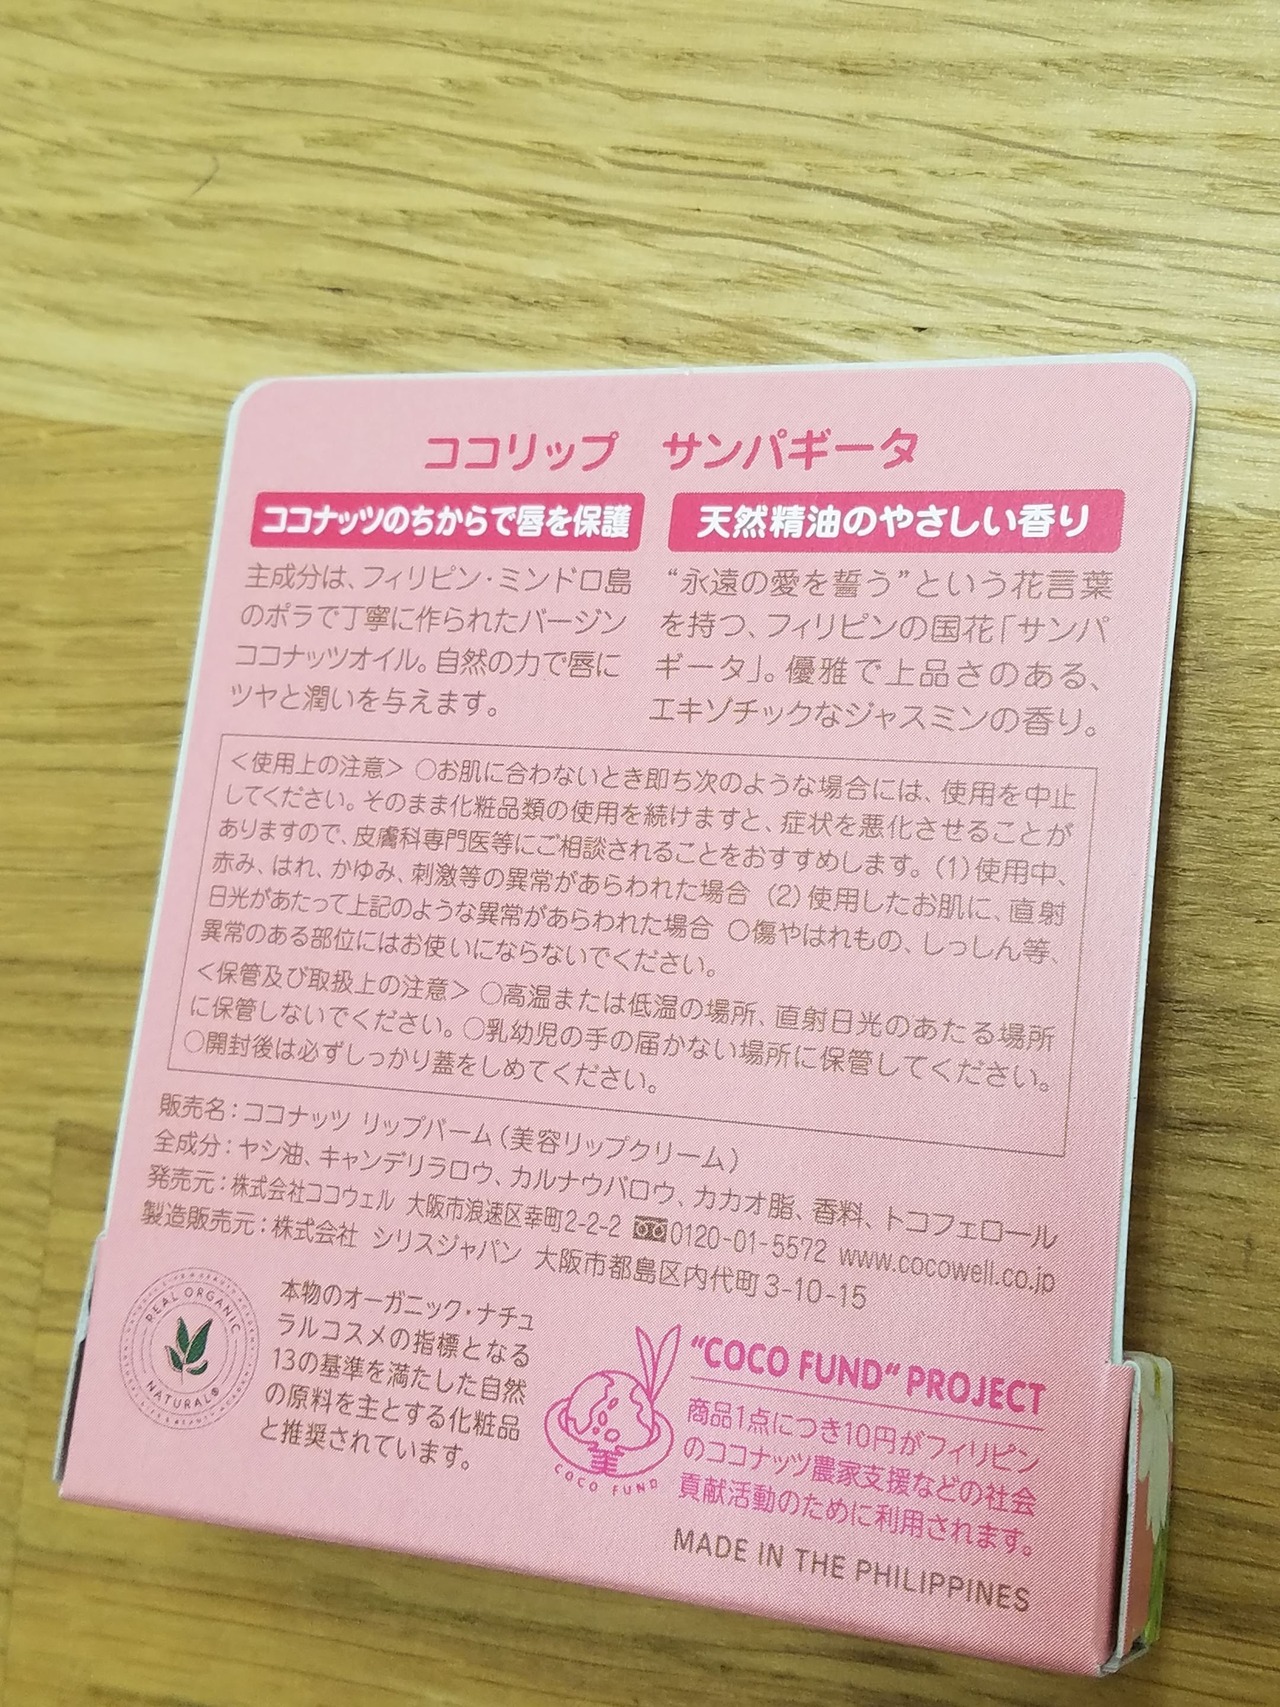 ココリップ サンパギータ
ココナッツのちからで唇を保護
主成分は、フィリピン・ミンドロ島
のポラで丁寧に作られたバージン
ココナッツオイル。自然の力で唇に
ツヤと潤いを与えます。
天然精油のやさしい香り
“永遠の愛を誓う”という花言葉
を持つ、フィリピンの国花「サンパ
ギータ」。優雅で上品さのある、
エキゾチックなジャスミンの香り。
＜使用上の注意＞ ○お肌に合わないとき即ち次のような場合には、使用を中止
してください。そのまま化粧品類の使用を続けますと、症状を悪化させることが
ありますので、皮膚科専門医等にご相談されることをおすすめします。(1)使用中、
赤み、はれ、かゆみ、刺激等の異常があらわれた場合 (2)使用したお肌に、直射
日光があたって上記のような異常があらわれた場合 ○傷やはれもの、しっしん等、
異常のある部位にはお使いにならないでください。
＜保管及び取扱上の注意＞ ○高温または低温の場所、直射日光のあたる場所
に保管しないでください。○乳幼児の手の届かない場所に保管してください。
○開封後は必ずしっかり蓋をしめてください。
販売名：ココナッツ リップバーム（美容リップクリーム）
全成分：ヤシ油、キャンデリラロウ、カルナウバロウ、カカオ脂、香料、トコフェロール
発売元：株式会社ココウェル 大阪市浪速区幸町2-2-2 0120-01-5572 www.cocowell.co.jp
製造販売元：株式会社 シリスジャパン 大阪市都島区内代町3-10-15
REAL ORGANIC
NATURAL®
本物のオーガニック・ナチュ
ラルコスメの指標となる
13の基準を満たした自然
の原料を主とする化粧品
と推奨されています。
美
COCO FUND
“COCO FUND“ PROJECT
商品1点につき10円がフィリピン
のココナッツ農家支援などの社会
貢献活動のために利用されます。
MADE IN THE PHILIPPINES